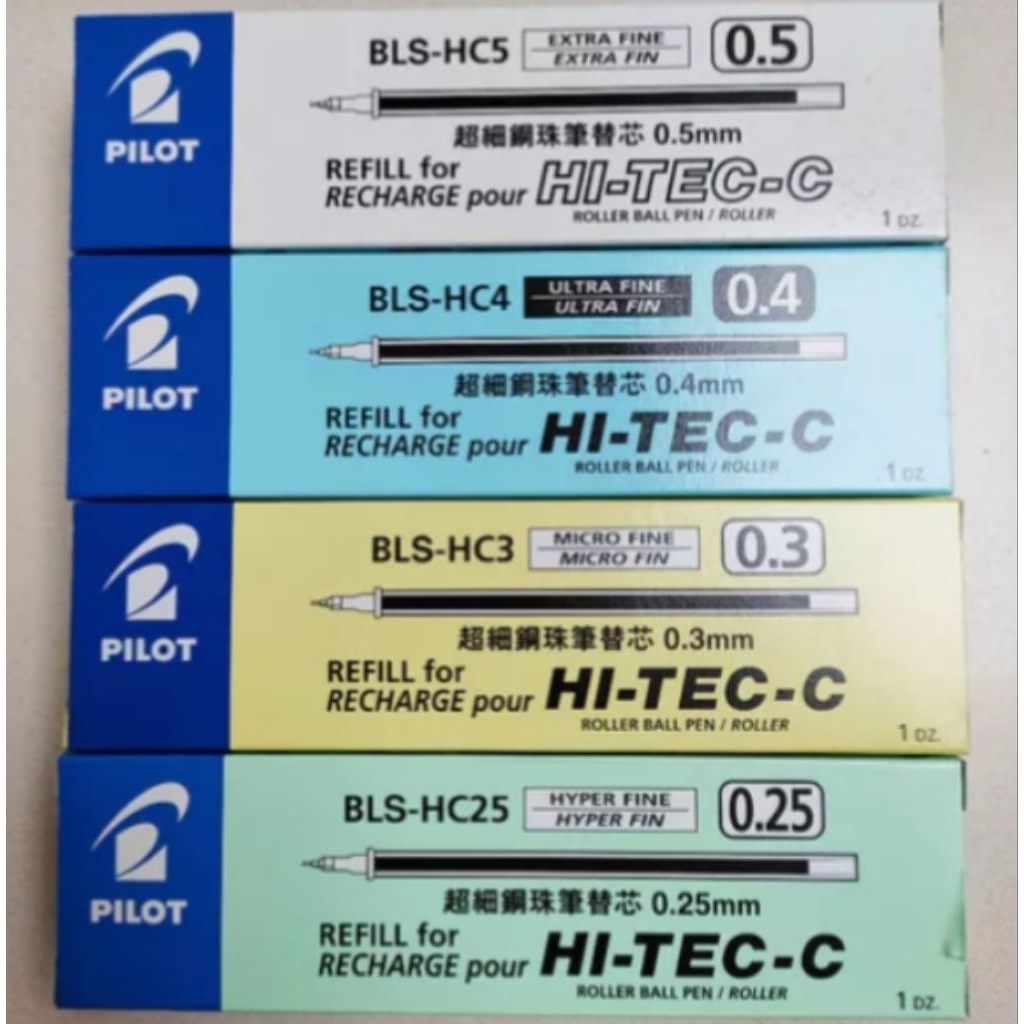 PILOT
BLS-HC5 EXTRA FINE EXTRA FIN 0.5
超細鋼珠筆替芯 0.5mm
REFILL for
RECHARGE pour HI-TEC-C
ROLLER BALL PEN / ROLLER
1 DZ.
PILOT
BLS-HC4 ULTRA FINE ULTRA FIN 0.4
超細鋼珠筆替芯 0.4mm
REFILL for
RECHARGE pour HI-TEC-C
ROLLER BALL PEN / ROLLER
1 DZ.
PILOT
BLS-HC3 MICRO FINE MICRO FIN 0.3
超細鋼珠筆替芯 0.3mm
REFILL for
RECHARGE pour HI-TEC-C
ROLLER BALL PEN / ROLLER
1 DZ.
PILOT
BLS-HC25 HYPER FINE HYPER FIN 0.25
超細鋼珠筆替芯 0.25mm
REFILL for
RECHARGE pour HI-TEC-C
ROLLER BALL PEN / ROLLER
1 DZ.